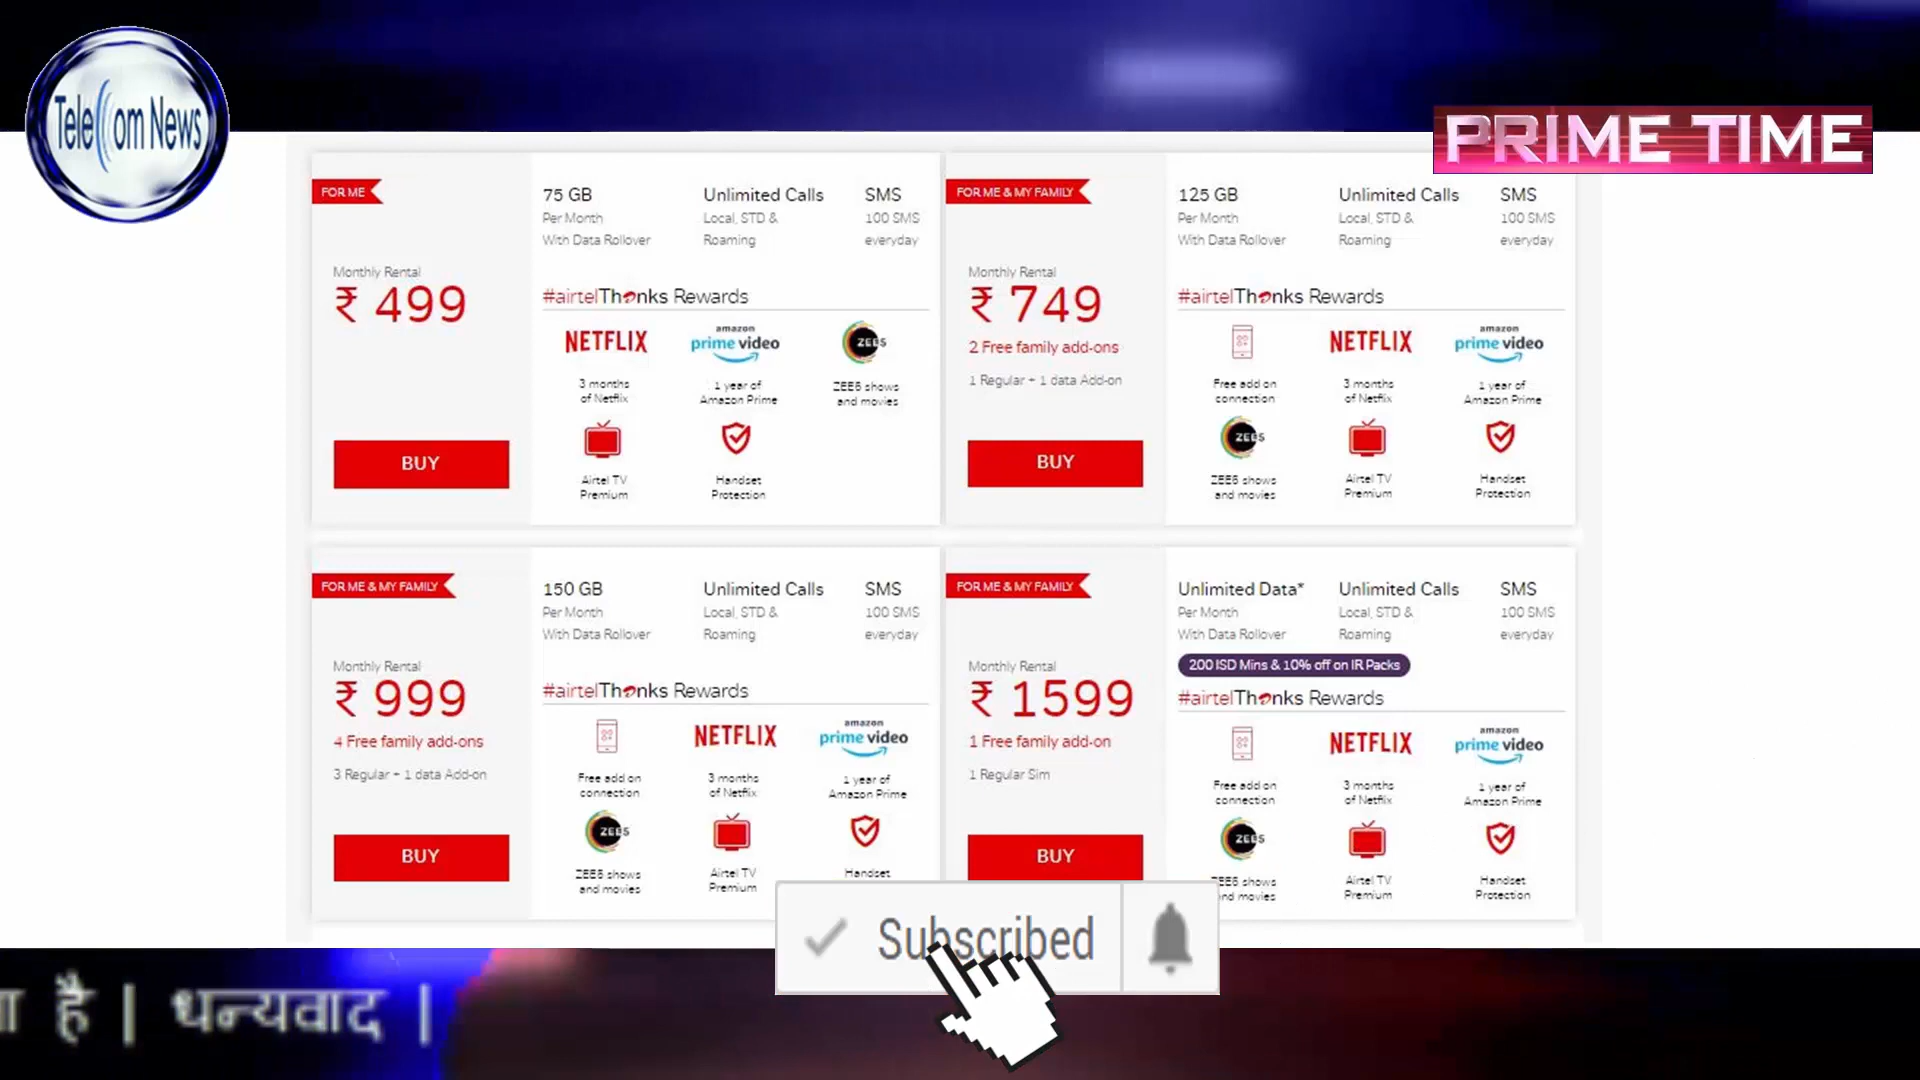 TeleCom News
PRIME TIME
FOR ME
75 GB
Per Month
With Data Rollover
Unlimited Calls
Local, STD &
Roaming
SMS
100 SMS
everyday
Monthly Rental
₹ 499
BUY
#airtelThanks Rewards
NETFLIX
3 months
of Netflix
amazon
prime video
1 year of
Amazon Prime
ZEE5
ZEE5 shows
and movies
Airtel TV
Premium
Handset
Protection
FOR ME & MY FAMILY
125 GB
Per Month
With Data Rollover
Unlimited Calls
Local, STD &
Roaming
SMS
100 SMS
everyday
Monthly Rental
₹ 749
2 Free family add-ons
1 Regular + 1 data Add-on
BUY
#airtelThanks Rewards
Free add on
connection
NETFLIX
3 months
of Netflix
amazon
prime video
1 year of
Amazon Prime
ZEE5
ZEE5 shows
and movies
Airtel TV
Premium
Handset
Protection
FOR ME & MY FAMILY
150 GB
Per Month
With Data Rollover
Unlimited Calls
Local, STD &
Roaming
SMS
100 SMS
everyday
Monthly Rental
₹ 999
4 Free family add-ons
3 Regular + 1 data Add-on
BUY
#airtelThanks Rewards
Free add on
connection
NETFLIX
3 months
of Netflix
amazon
prime video
1 year of
Amazon Prime
ZEE5
ZEE5 shows
and movies
Airtel TV
Premium
Handset
FOR ME & MY FAMILY
Unlimited Data*
Per Month
With Data Rollover
Unlimited Calls
Local, STD &
Roaming
SMS
100 SMS
everyday
200 ISD Mins & 10% off on IR Packs
Monthly Rental
₹ 1599
1 Free family add-on
1 Regular Sim
BUY
#airtelThanks Rewards
Free add on
connection
NETFLIX
3 months
of Netflix
amazon
prime video
1 year of
Amazon Prime
ZEE5
ZEE5 shows
and movies
Airtel TV
Premium
Handset
Protection
Subscribed
है | धन्यवाद |